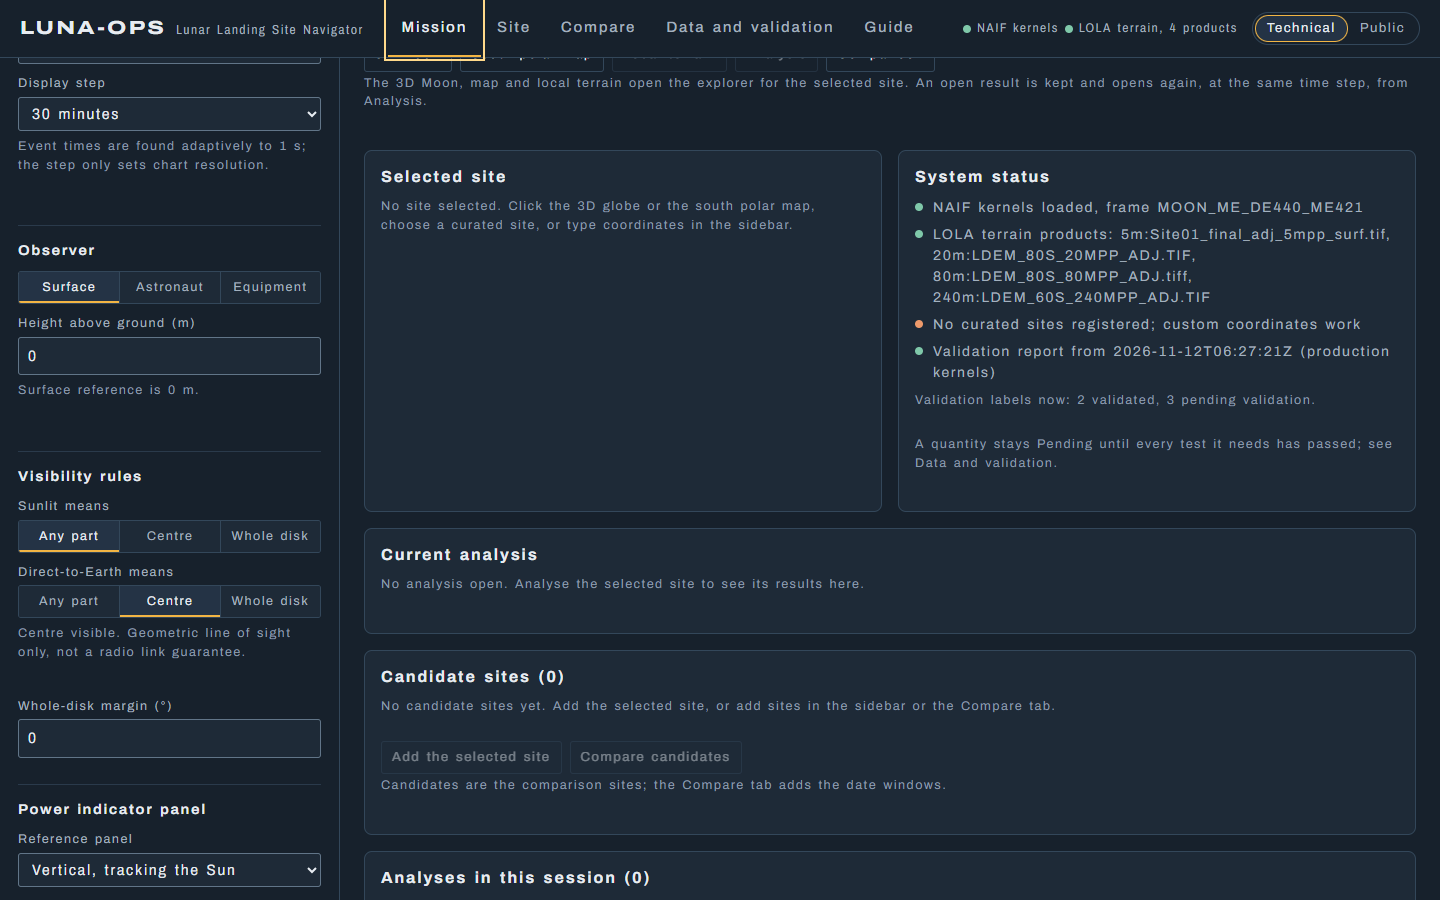 LUNA-OPS Lunar Landing Site Navigator
Mission Site Compare Data and validation Guide
NAIF kernels LOLA terrain, 4 products
Technical Public
Display step
30 minutes
Event times are found adaptively to 1 s;
the step only sets chart resolution.
Observer
Surface Astronaut Equipment
Height above ground (m)
0
Surface reference is 0 m.
Visibility rules
Sunlit means
Any part Centre Whole disk
Direct-to-Earth means
Any part Centre Whole disk
Centre visible. Geometric line of sight
only, not a radio link guarantee.
Whole-disk margin (°)
0
Power indicator panel
Reference panel
Vertical, tracking the Sun
The 3D Moon, map and local terrain open the explorer for the selected site. An open result is kept and opens again, at the same time step, from
Analysis.
Selected site
No site selected. Click the 3D globe or the south polar map,
choose a curated site, or type coordinates in the sidebar.
System status
NAIF kernels loaded, frame MOON_ME_DE440_ME421
LOLA terrain products: 5m:Site01_final_adj_5mpp_surf.tif,
20m:LDEM_80S_20MPP_ADJ.TIF,
80m:LDEM_80S_80MPP_ADJ.tiff,
240m:LDEM_60S_240MPP_ADJ.TIF
No curated sites registered; custom coordinates work
Validation report from 2026-11-12T06:27:21Z (production
kernels)
Validation labels now: 2 validated, 3 pending validation.
A quantity stays Pending until every test it needs has passed; see
Data and validation.
Current analysis
No analysis open. Analyse the selected site to see its results here.
Candidate sites (0)
No candidate sites yet. Add the selected site, or add sites in the sidebar or the Compare tab.
Add the selected site Compare candidates
Candidates are the comparison sites; the Compare tab adds the date windows.
Analyses in this session (0)